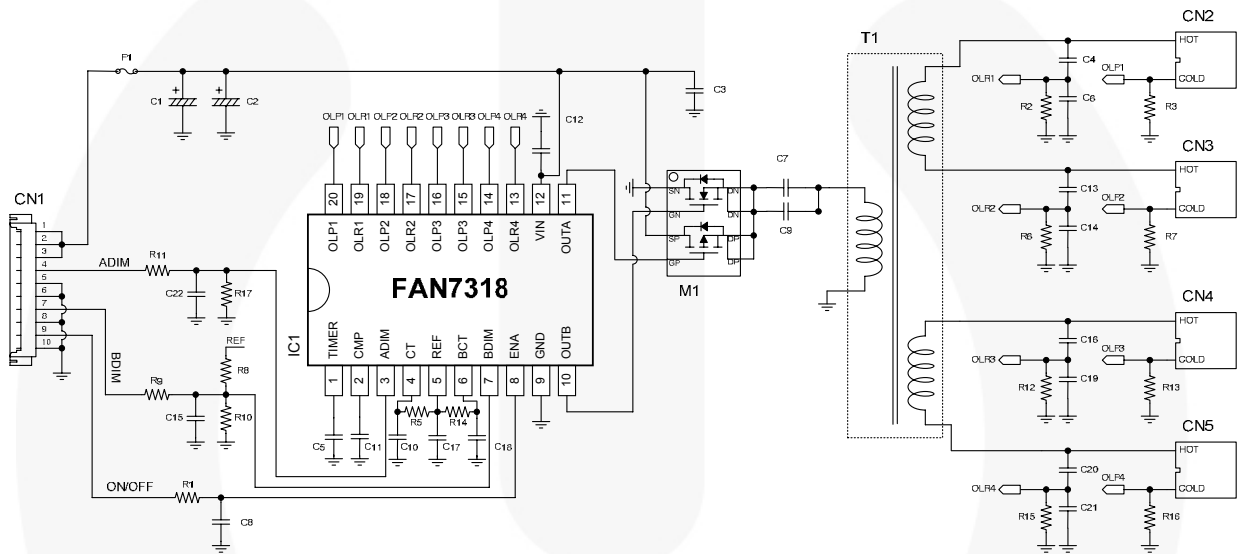 CN2
T1
HOT
F1
C4
OLR1
OLP1
COLD
C1
C2
C3
R2
C6
R3
OLP1 OLR1 OLP2 OLR2 OLP3 OLR3 OLP4 OLR4
C12
CN3
C7
HOT
SN
DN
C13
GN
DN
C9
OLR2
OLP2
COLD
CN1
20 19 18 17 16 15 14 13 12 11
R6
C14
R7
OLP1 OLR1 OLP2 OLR2 OLP3 OLP3 OLP4 OLR4 VIN OUTA
SP
DP
GP
DP
M1
1
2
3
4
5
6
7
8
9
10
ADIM
R11
C22
R17
FAN7318
IC1
CN4
HOT
C16
OLR3
OLP3
COLD
R12
C19
R13
BDIM
REF
R8
R9
C15
R10
TIMER CMP ADIM CT REF BCT BDIM ENA GND OUTB
1 2 3 4 5 6 7 8 9 10
R5
R14
C5
C11
C10
C17
C18
CN5
HOT
C20
OLR4
OLP4
COLD
R15
C21
R16
ON/OFF
R1
C8